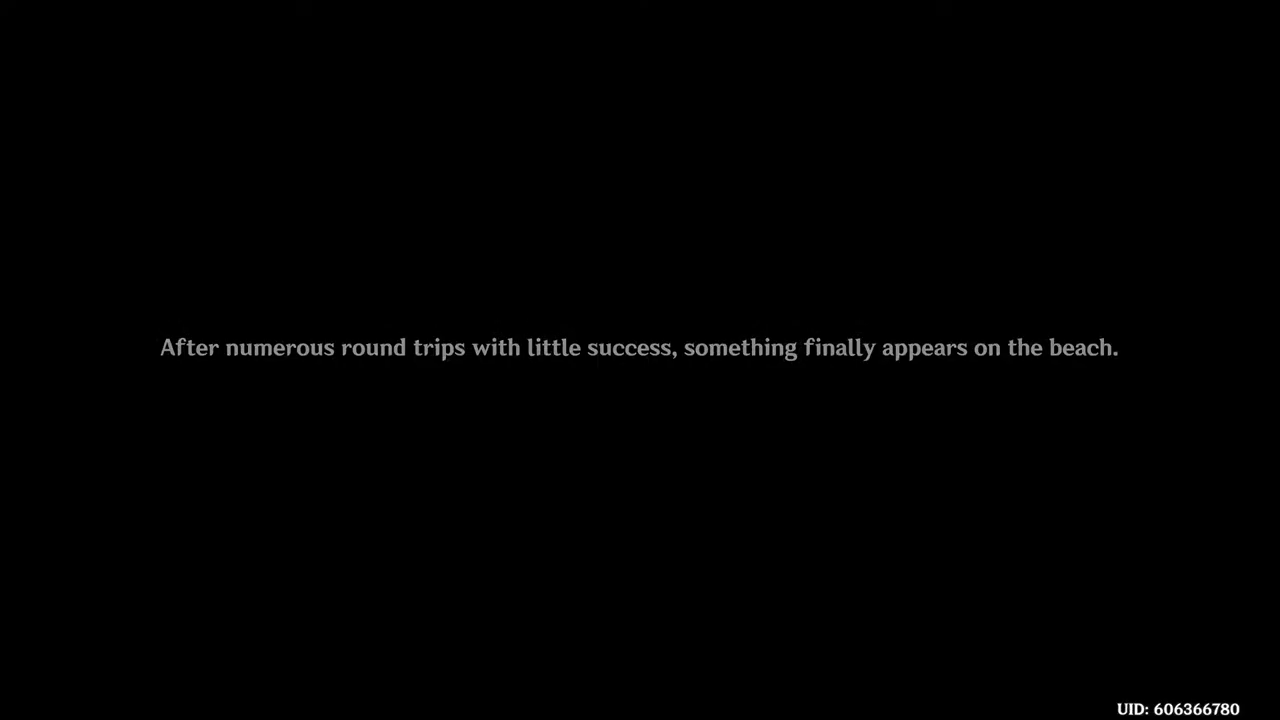 After numerous round trips with little success, something finally appears on the beach.
UID: 606366780